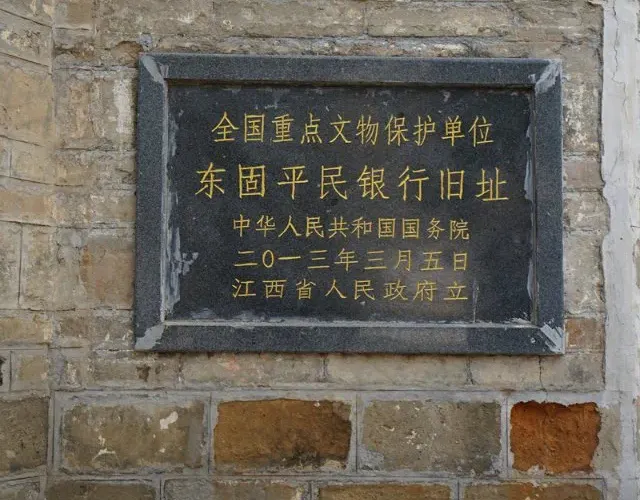 全国重点文物保护单位
东固平民银行旧址
中华人民共和国国务院
二〇一三年三月五日
江西省人民政府立